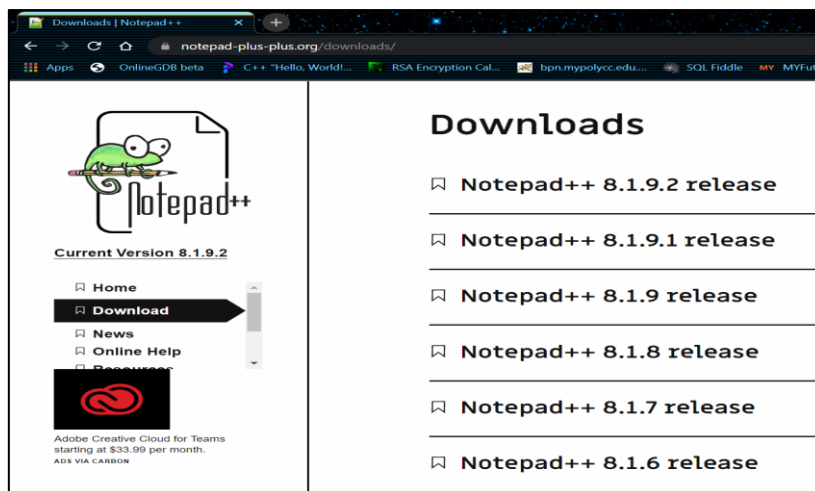 Downloads | Notepad++
notepad-plus-plus.org/downloads/
Apps OnlineGDB beta C++ "Hello, World!... RSA Encryption Cal... bpn.mypolycc.edu.... SQL Fiddle MY MYFut
Notepad++
Current Version 8.1.9.2
Home
Download
News
Online Help
Resources
Adobe Creative Cloud for Teams
starting at $33.99 per month.
ADS VIA CARBON
Downloads
Notepad++ 8.1.9.2 release
Notepad++ 8.1.9.1 release
Notepad++ 8.1.9 release
Notepad++ 8.1.8 release
Notepad++ 8.1.7 release
Notepad++ 8.1.6 release